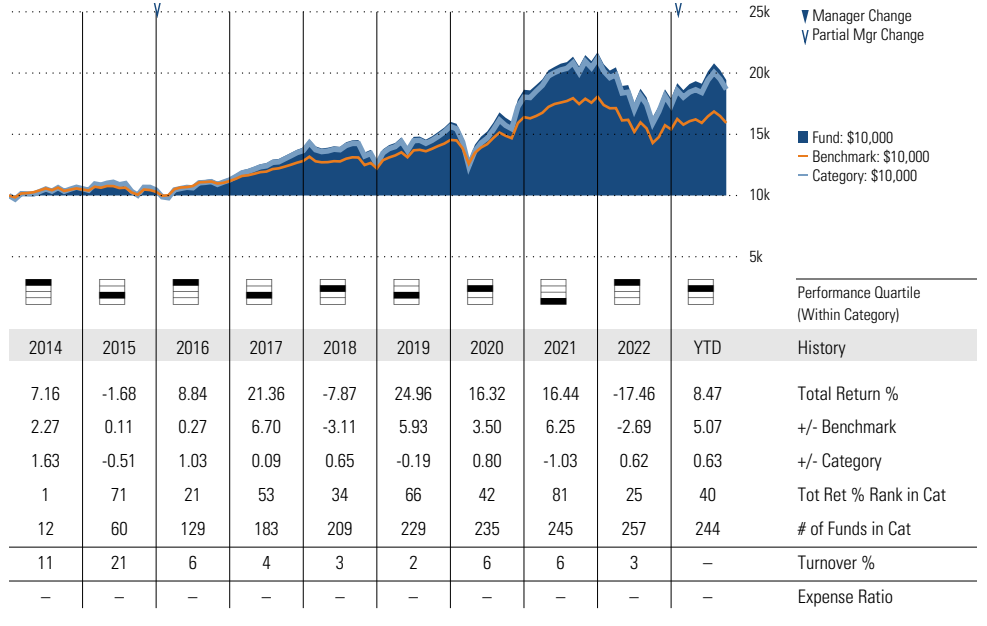 25k
▼ Manager Change
Partial Mgr Change
20k
15k
Fund: $10,000
Benchmark: $10,000
Category: $10,000
10k
5k
Performance Quartile
(Within Category)
2014 2015 2016 2017 2018 2019 2020 2021 2022 YTD History
7.16 -1.68 8.84 21.36 -7.87 24.96 16.32 16.44 -17.46 8.47 Total Return %
2.27 0.11 0.27 6.70 -3.11 5.93 3.50 6.25 -2.69 5.07 +/- Benchmark
1.63 -0.51 1.03 0.09 0.65 -0.19 0.80 -1.03 0.62 0.63 +/- Category
1 71 21 53 34 66 42 81 25 40 Tot Ret % Rank in Cat
12 60 129 183 209 229 235 245 257 244 # of Funds in Cat
11 21 6 4 3 2 6 6 3 – Turnover %
– – – – – – – – – – Expense Ratio